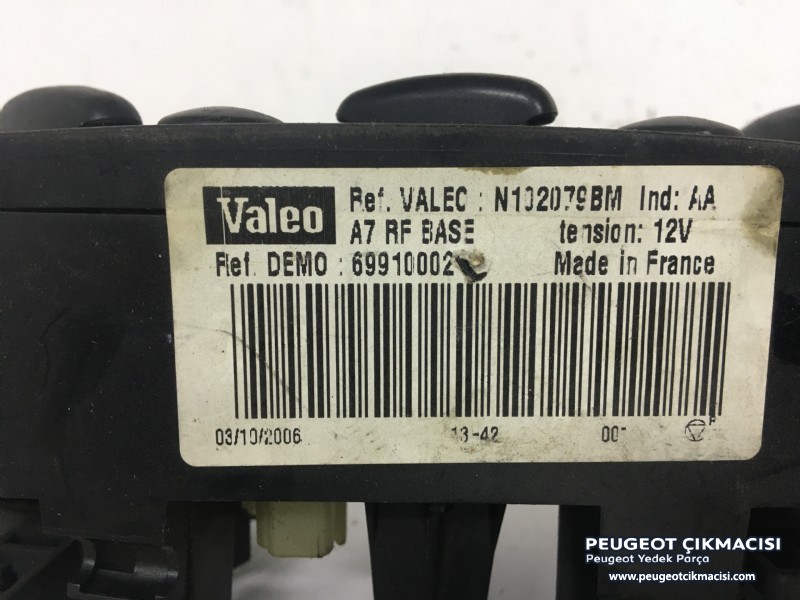 Valeo
Ref. VALEO : N102079BM Ind: AA
A7 RF BASE tension: 12V
Ref. DEMO : 69910002 Made in France
03/10/2006 13-42
PEUGEOT ÇIKMACISI
Peugeot Yedek Parça
www.peugeotcikmacisi.com